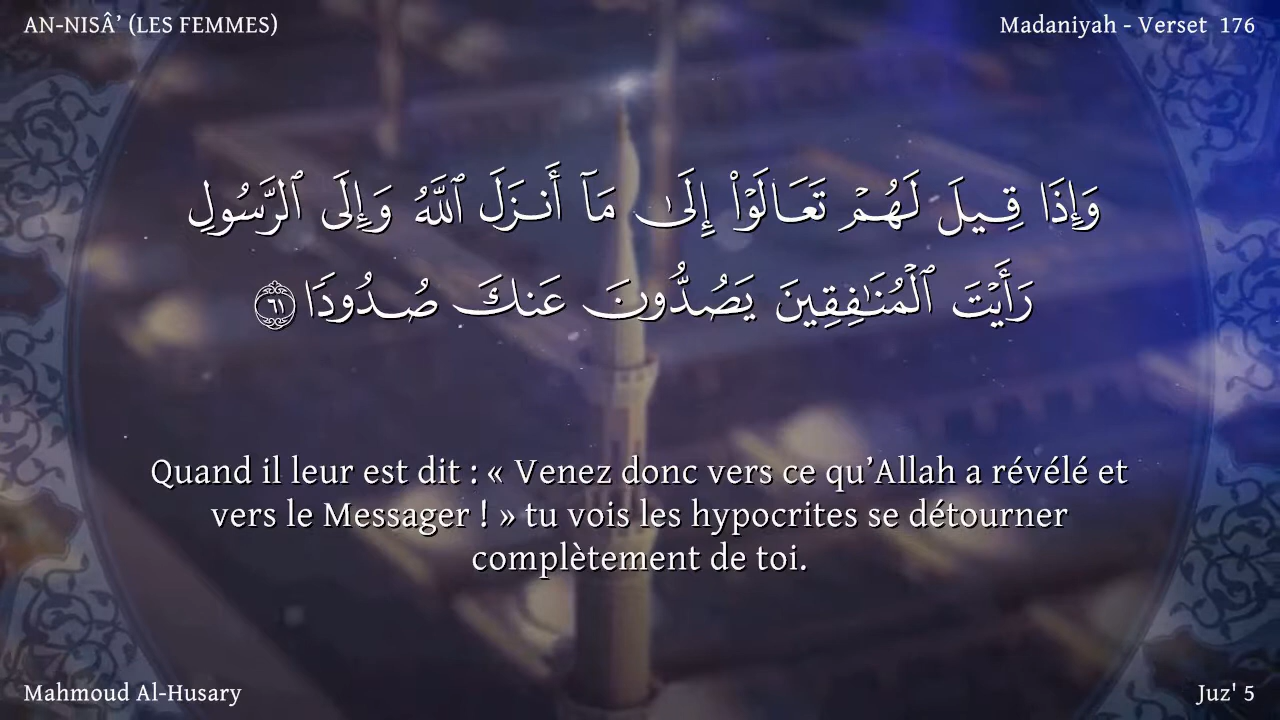 AN-NISÂ’ (LES FEMMES)
Madaniyah - Verset 176
وَإِذَا قِيلَ لَهُمۡ تَعَالَوۡاْ إِلَىٰ مَآ أَنزَلَ ٱللَّهُ وَإِلَى ٱلرَّسُولِ
رَأَيۡتَ ٱلۡمُنَٰفِقِينَ يَصُدُّونَ عَنكَ صُدُودٗا ٦١
Quand il leur est dit : « Venez donc vers ce qu’Allah a révélé et
vers le Messager ! » tu vois les hypocrites se détourner
complètement de toi.
Mahmoud Al-Husary
Juz' 5